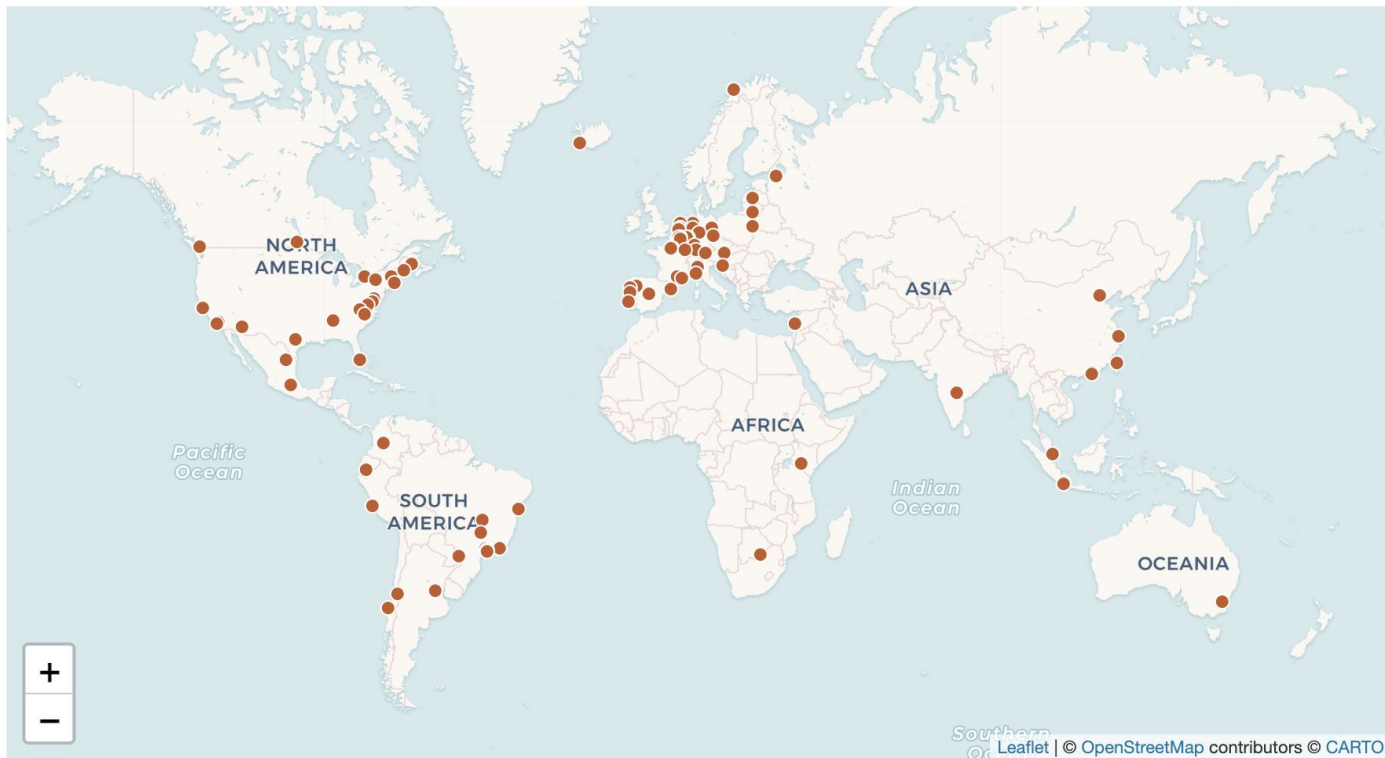 NORTH
AMERICA
ASIA
AFRICA
Pacific
Ocean
SOUTH
AMERICA
Indian
Ocean
OCEANIA
+
−
Southern
Leaflet | © OpenStreetMap contributors © CARTO